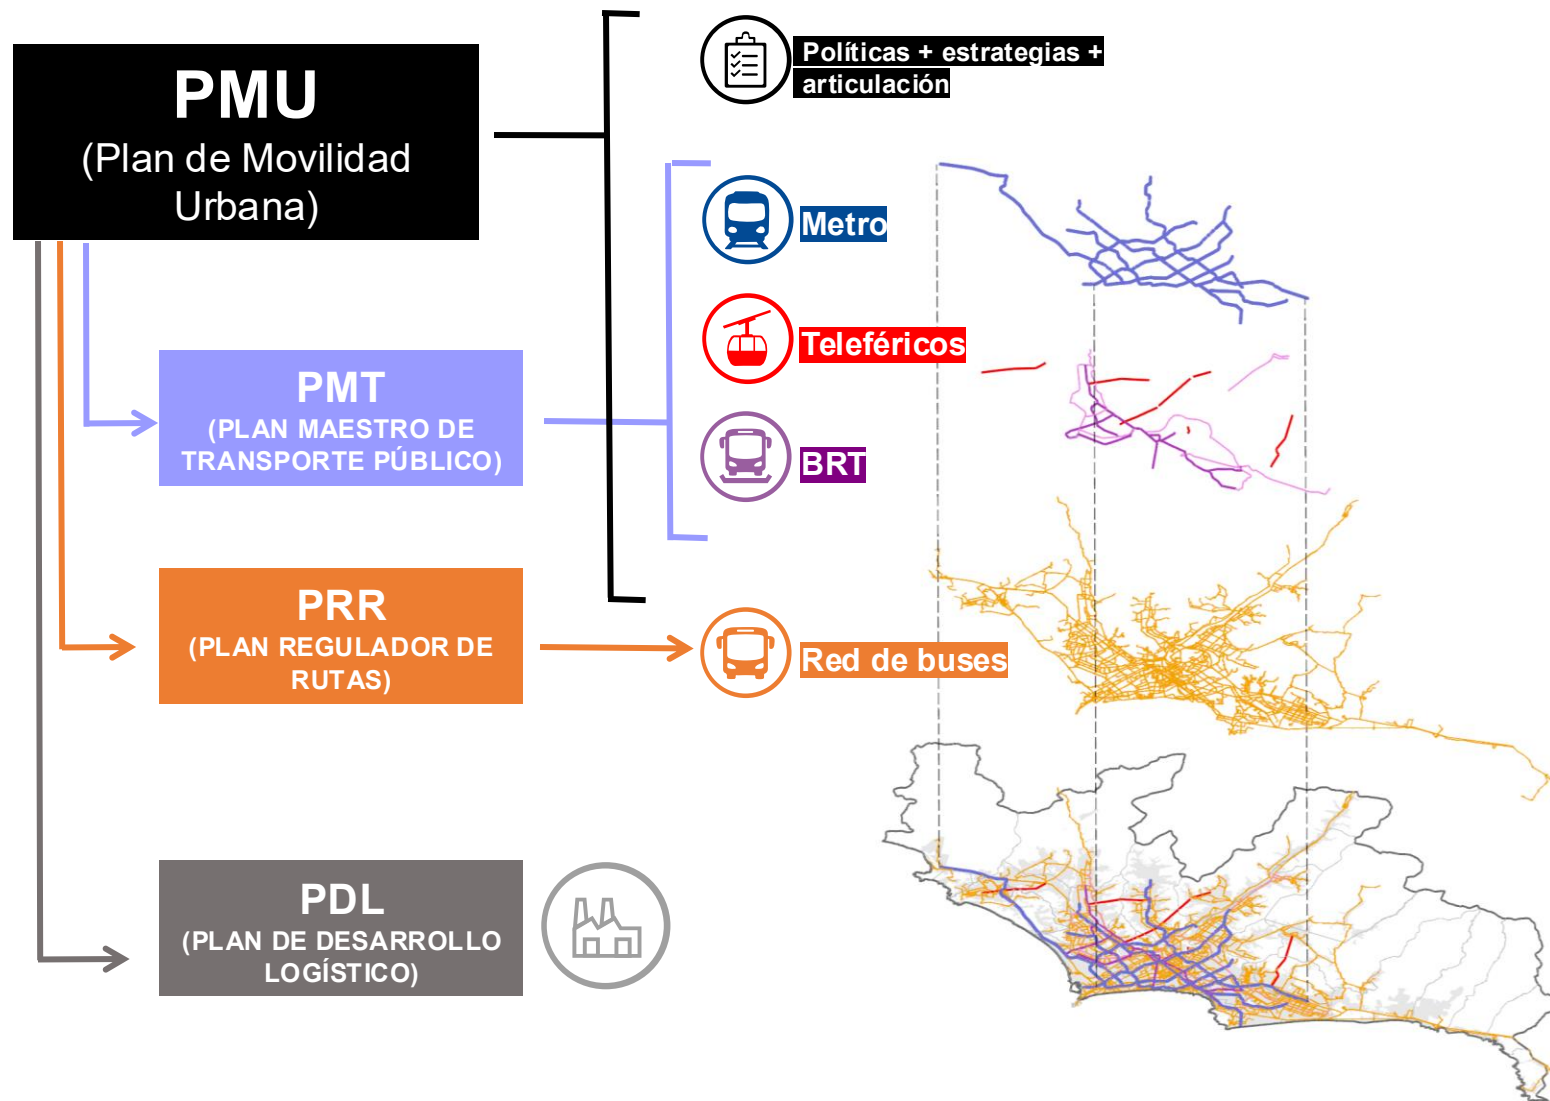 PMU
(Plan de Movilidad
Urbana)
Políticas + estrategias +
articulación
Metro
Teleféricos
BRT
PMT
(PLAN MAESTRO DE
TRANSPORTE PÚBLICO)
PRR
(PLAN REGULADOR DE
RUTAS)
Red de buses
PDL
(PLAN DE DESARROLLO
LOGÍSTICO)